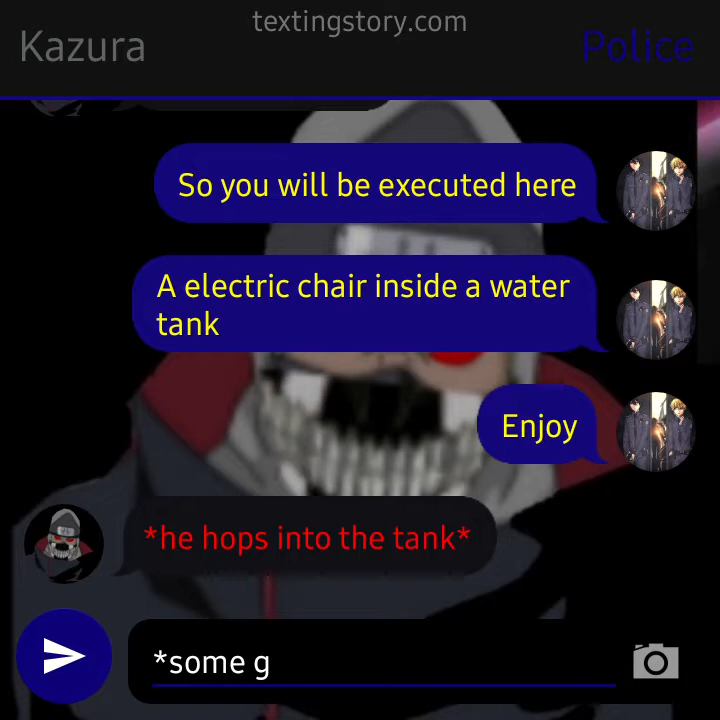 textingstory.com
Kazura
Police
So you will be executed here
A electric chair inside a water
tank
Enjoy
*he hops into the tank*
*some g